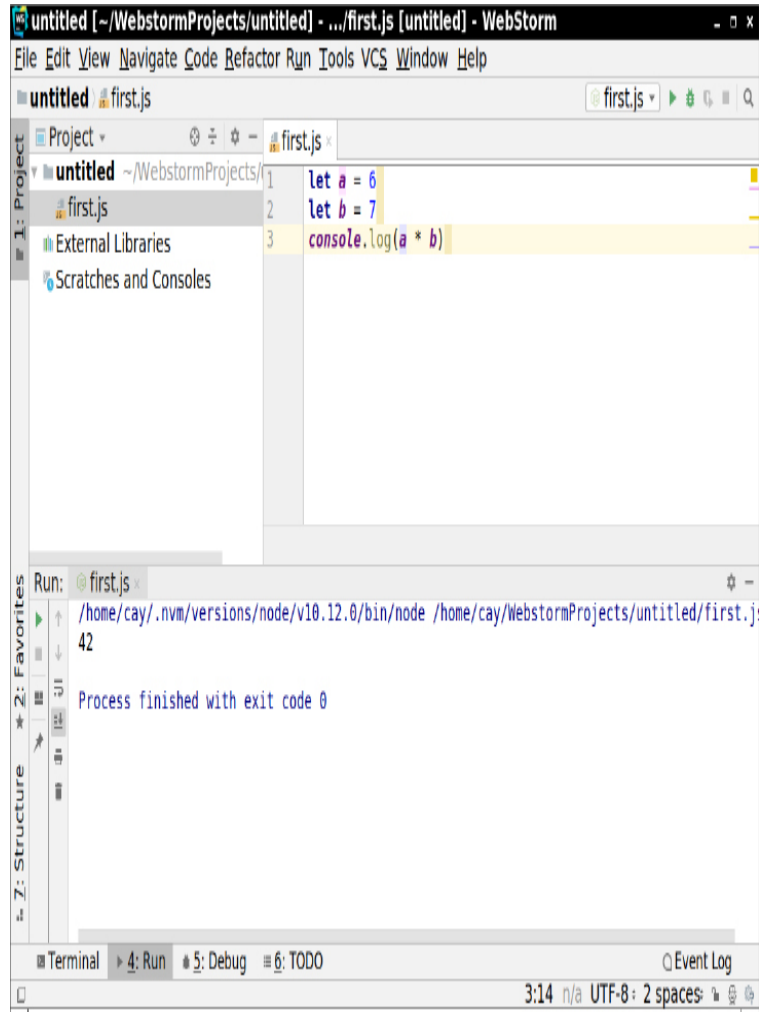 untitled [~/WebstormProjects/untitled] - .../first.js [untitled] - WebStorm
File Edit View Navigate Code Refactor Run Tools VCS Window Help
untitled first.js first.js
1: Project
Project
first.js
untitled ~/WebstormProjects/
first.js
External Libraries
Scratches and Consoles
1 let a = 6
2 let b = 7
3 console.log(a * b)
2: Favorites
7: Structure
Run: first.js
/home/cay/.nvm/versions/node/v10.12.0/bin/node /home/cay/WebstormProjects/untitled/first.js
42
Process finished with exit code 0
Terminal 4: Run 5: Debug 6: TODO Event Log
3:14 n/a UTF-8 2 spaces